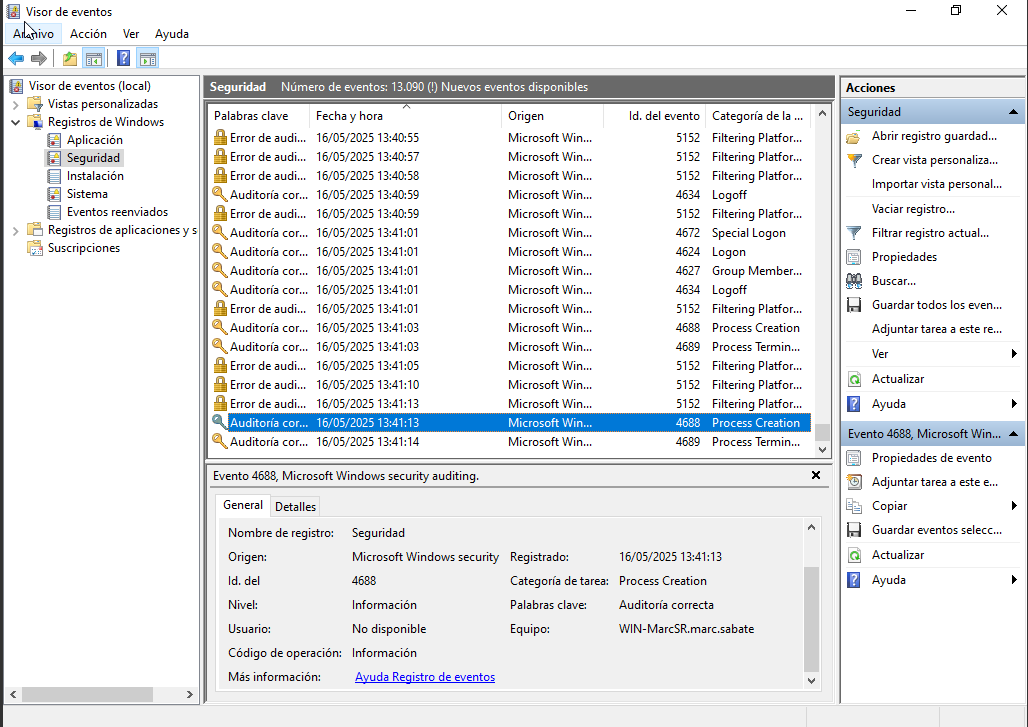 Visor de eventos
Archivo Acción Ver Ayuda
Visor de eventos (local)
Vistas personalizadas
Registros de Windows
Aplicación
Seguridad
Instalación
Sistema
Eventos reenviados
Registros de aplicaciones y s
Suscripciones
Seguridad Número de eventos: 13.090 (!) Nuevos eventos disponibles
Palabras clave Fecha y hora Origen Id. del evento Categoría de la ...
Error de audi... 16/05/2025 13:40:55 Microsoft Win... 5152 Filtering Platfor...
Error de audi... 16/05/2025 13:40:57 Microsoft Win... 5152 Filtering Platfor...
Error de audi... 16/05/2025 13:40:58 Microsoft Win... 5152 Filtering Platfor...
Auditoría cor... 16/05/2025 13:40:59 Microsoft Win... 4634 Logoff
Error de audi... 16/05/2025 13:40:59 Microsoft Win... 5152 Filtering Platfor...
Auditoría cor... 16/05/2025 13:41:01 Microsoft Win... 4672 Special Logon
Auditoría cor... 16/05/2025 13:41:01 Microsoft Win... 4624 Logon
Auditoría cor... 16/05/2025 13:41:01 Microsoft Win... 4627 Group Member...
Auditoría cor... 16/05/2025 13:41:01 Microsoft Win... 4634 Logoff
Error de audi... 16/05/2025 13:41:01 Microsoft Win... 5152 Filtering Platfor...
Auditoría cor... 16/05/2025 13:41:03 Microsoft Win... 4688 Process Creation
Auditoría cor... 16/05/2025 13:41:03 Microsoft Win... 4689 Process Termin...
Error de audi... 16/05/2025 13:41:05 Microsoft Win... 5152 Filtering Platfor...
Error de audi... 16/05/2025 13:41:10 Microsoft Win... 5152 Filtering Platfor...
Error de audi... 16/05/2025 13:41:13 Microsoft Win... 5152 Filtering Platfor...
Auditoría cor... 16/05/2025 13:41:13 Microsoft Win... 4688 Process Creation
Auditoría cor... 16/05/2025 13:41:14 Microsoft Win... 4689 Process Termin...
Evento 4688, Microsoft Windows security auditing.
General Detalles
Nombre de registro: Seguridad
Origen: Microsoft Windows security Registrado: 16/05/2025 13:41:13
Id. del 4688 Categoría de tarea: Process Creation
Nivel: Información Palabras clave: Auditoría correcta
Usuario: No disponible Equipo: WIN-MarcSR.marc.sabate
Código de operación: Información
Más información: Ayuda Registro de eventos
Acciones
Seguridad
Abrir registro guardad...
Crear vista personaliza...
Importar vista personal...
Vaciar registro...
Filtrar registro actual...
Propiedades
Buscar...
Guardar todos los even...
Adjuntar tarea a este re...
Ver
Actualizar
Ayuda
Evento 4688, Microsoft Win...
Propiedades de evento
Adjuntar tarea a este e...
Copiar
Guardar eventos selecc...
Actualizar
Ayuda